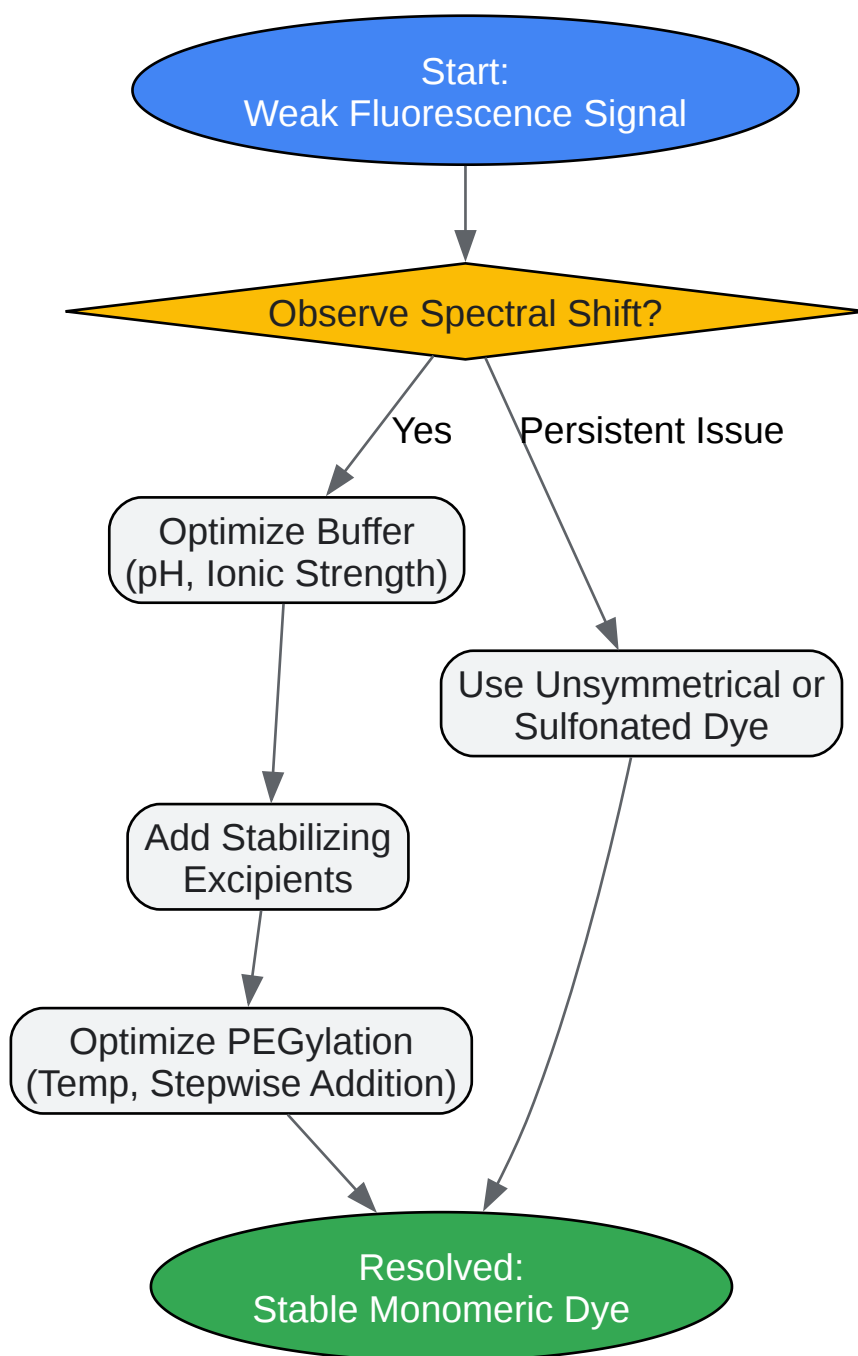 Start:
Weak Fluorescence Signal
Observe Spectral Shift?
Yes
Persistent Issue
Optimize Buffer
(pH, Ionic Strength)
Use Unsymmetrical or
Sulfonated Dye
Add Stabilizing
Excipients
Optimize PEGylation
(Temp, Stepwise Addition)
Resolved:
Stable Monomeric Dye